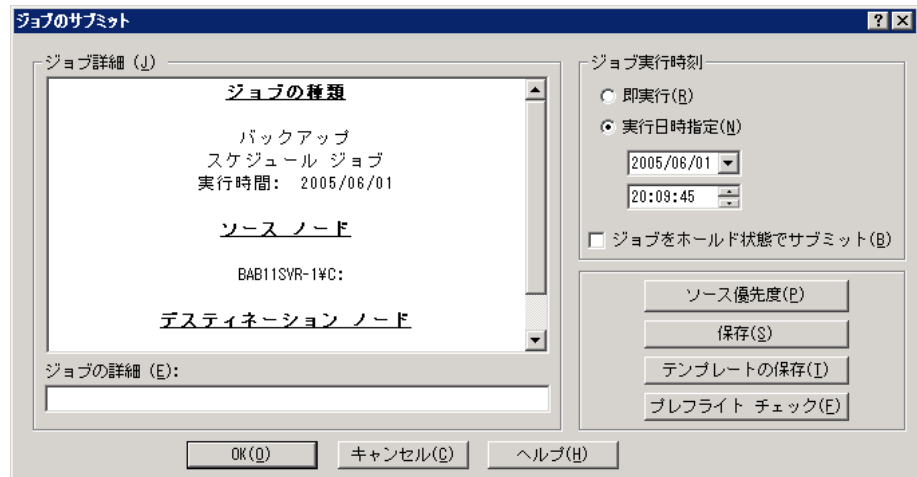 ジョブのサブミット
ジョブ詳細 (J)
ジョブの種類
バックアップ
スケジュール ジョブ
実行時間: 2005/06/01
ソース ノード
BAB11SVR-1¥C:
デスティネーション ノード
ジョブの詳細 (E):
ジョブ実行時刻
即実行(R)
実行日時指定(N)
2005/06/01
20:09:45
ジョブをホールド状態でサブミット(B)
ソース優先度(P)
保存(S)
テンプレートの保存(T)
プレフライト チェック(F)
OK(O)
キャンセル(C)
ヘルプ(H)